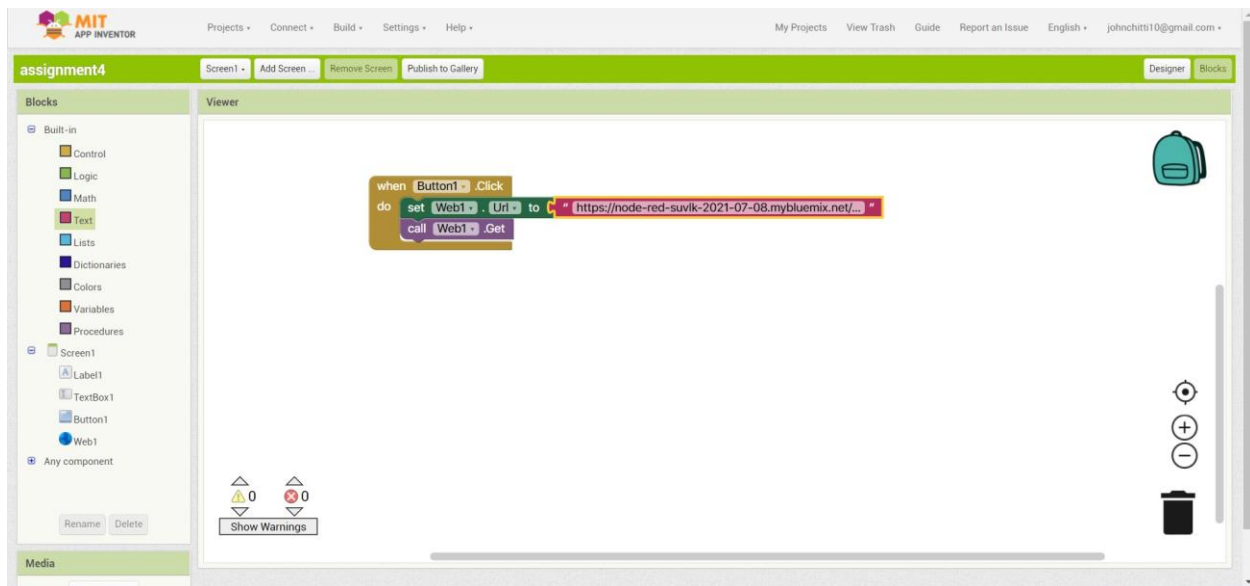 MIT
APP INVENTOR
Projects Connect Build Settings Help My Projects View Trash Guide Report an Issue English johnchitti10@gmail.com
assignment4 Screen1 Add Screen ... Remove Screen Publish to Gallery Designer Blocks
Blocks
Built-in
Control
Logic
Math
Text
Lists
Dictionaries
Colors
Variables
Procedures
Screen1
Label1
TextBox1
Button1
Web1
Any component
Rename Delete
Media
Viewer
when Button1 .Click
do set Web1 . Url to " https://node-red-suvlk-2021-07-08.mybluemix.net/... "
call Web1 .Get
0 0
Show Warnings